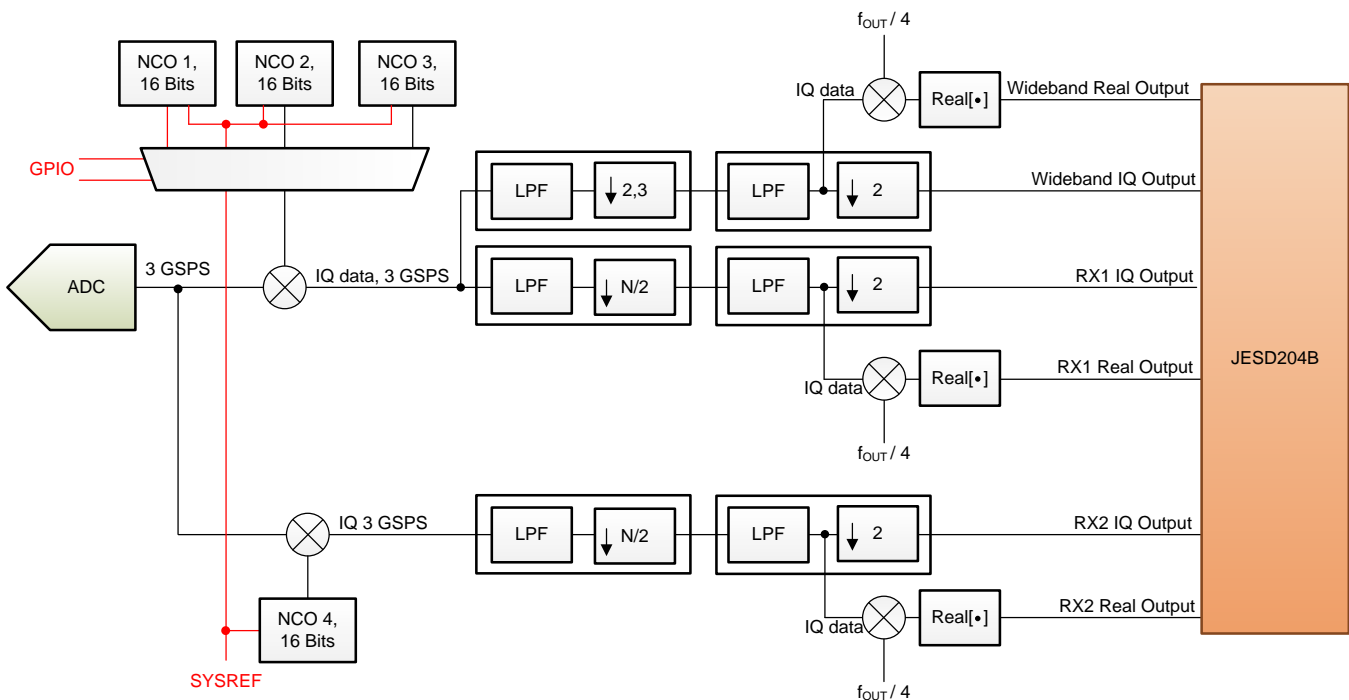 f_OUT / 4
NCO 1,
16 Bits
NCO 2,
16 Bits
NCO 3,
16 Bits
GPIO
IQ data
Real[•]
Wideband Real Output
LPF
↓ 2,3
LPF
↓ 2
Wideband IQ Output
ADC
3 GSPS
IQ data, 3 GSPS
LPF
↓ N/2
LPF
↓ 2
RX1 IQ Output
JESD204B
IQ data
Real[•]
RX1 Real Output
f_OUT / 4
IQ 3 GSPS
LPF
↓ N/2
LPF
↓ 2
RX2 IQ Output
NCO 4,
16 Bits
IQ data
Real[•]
RX2 Real Output
SYSREF
f_OUT / 4